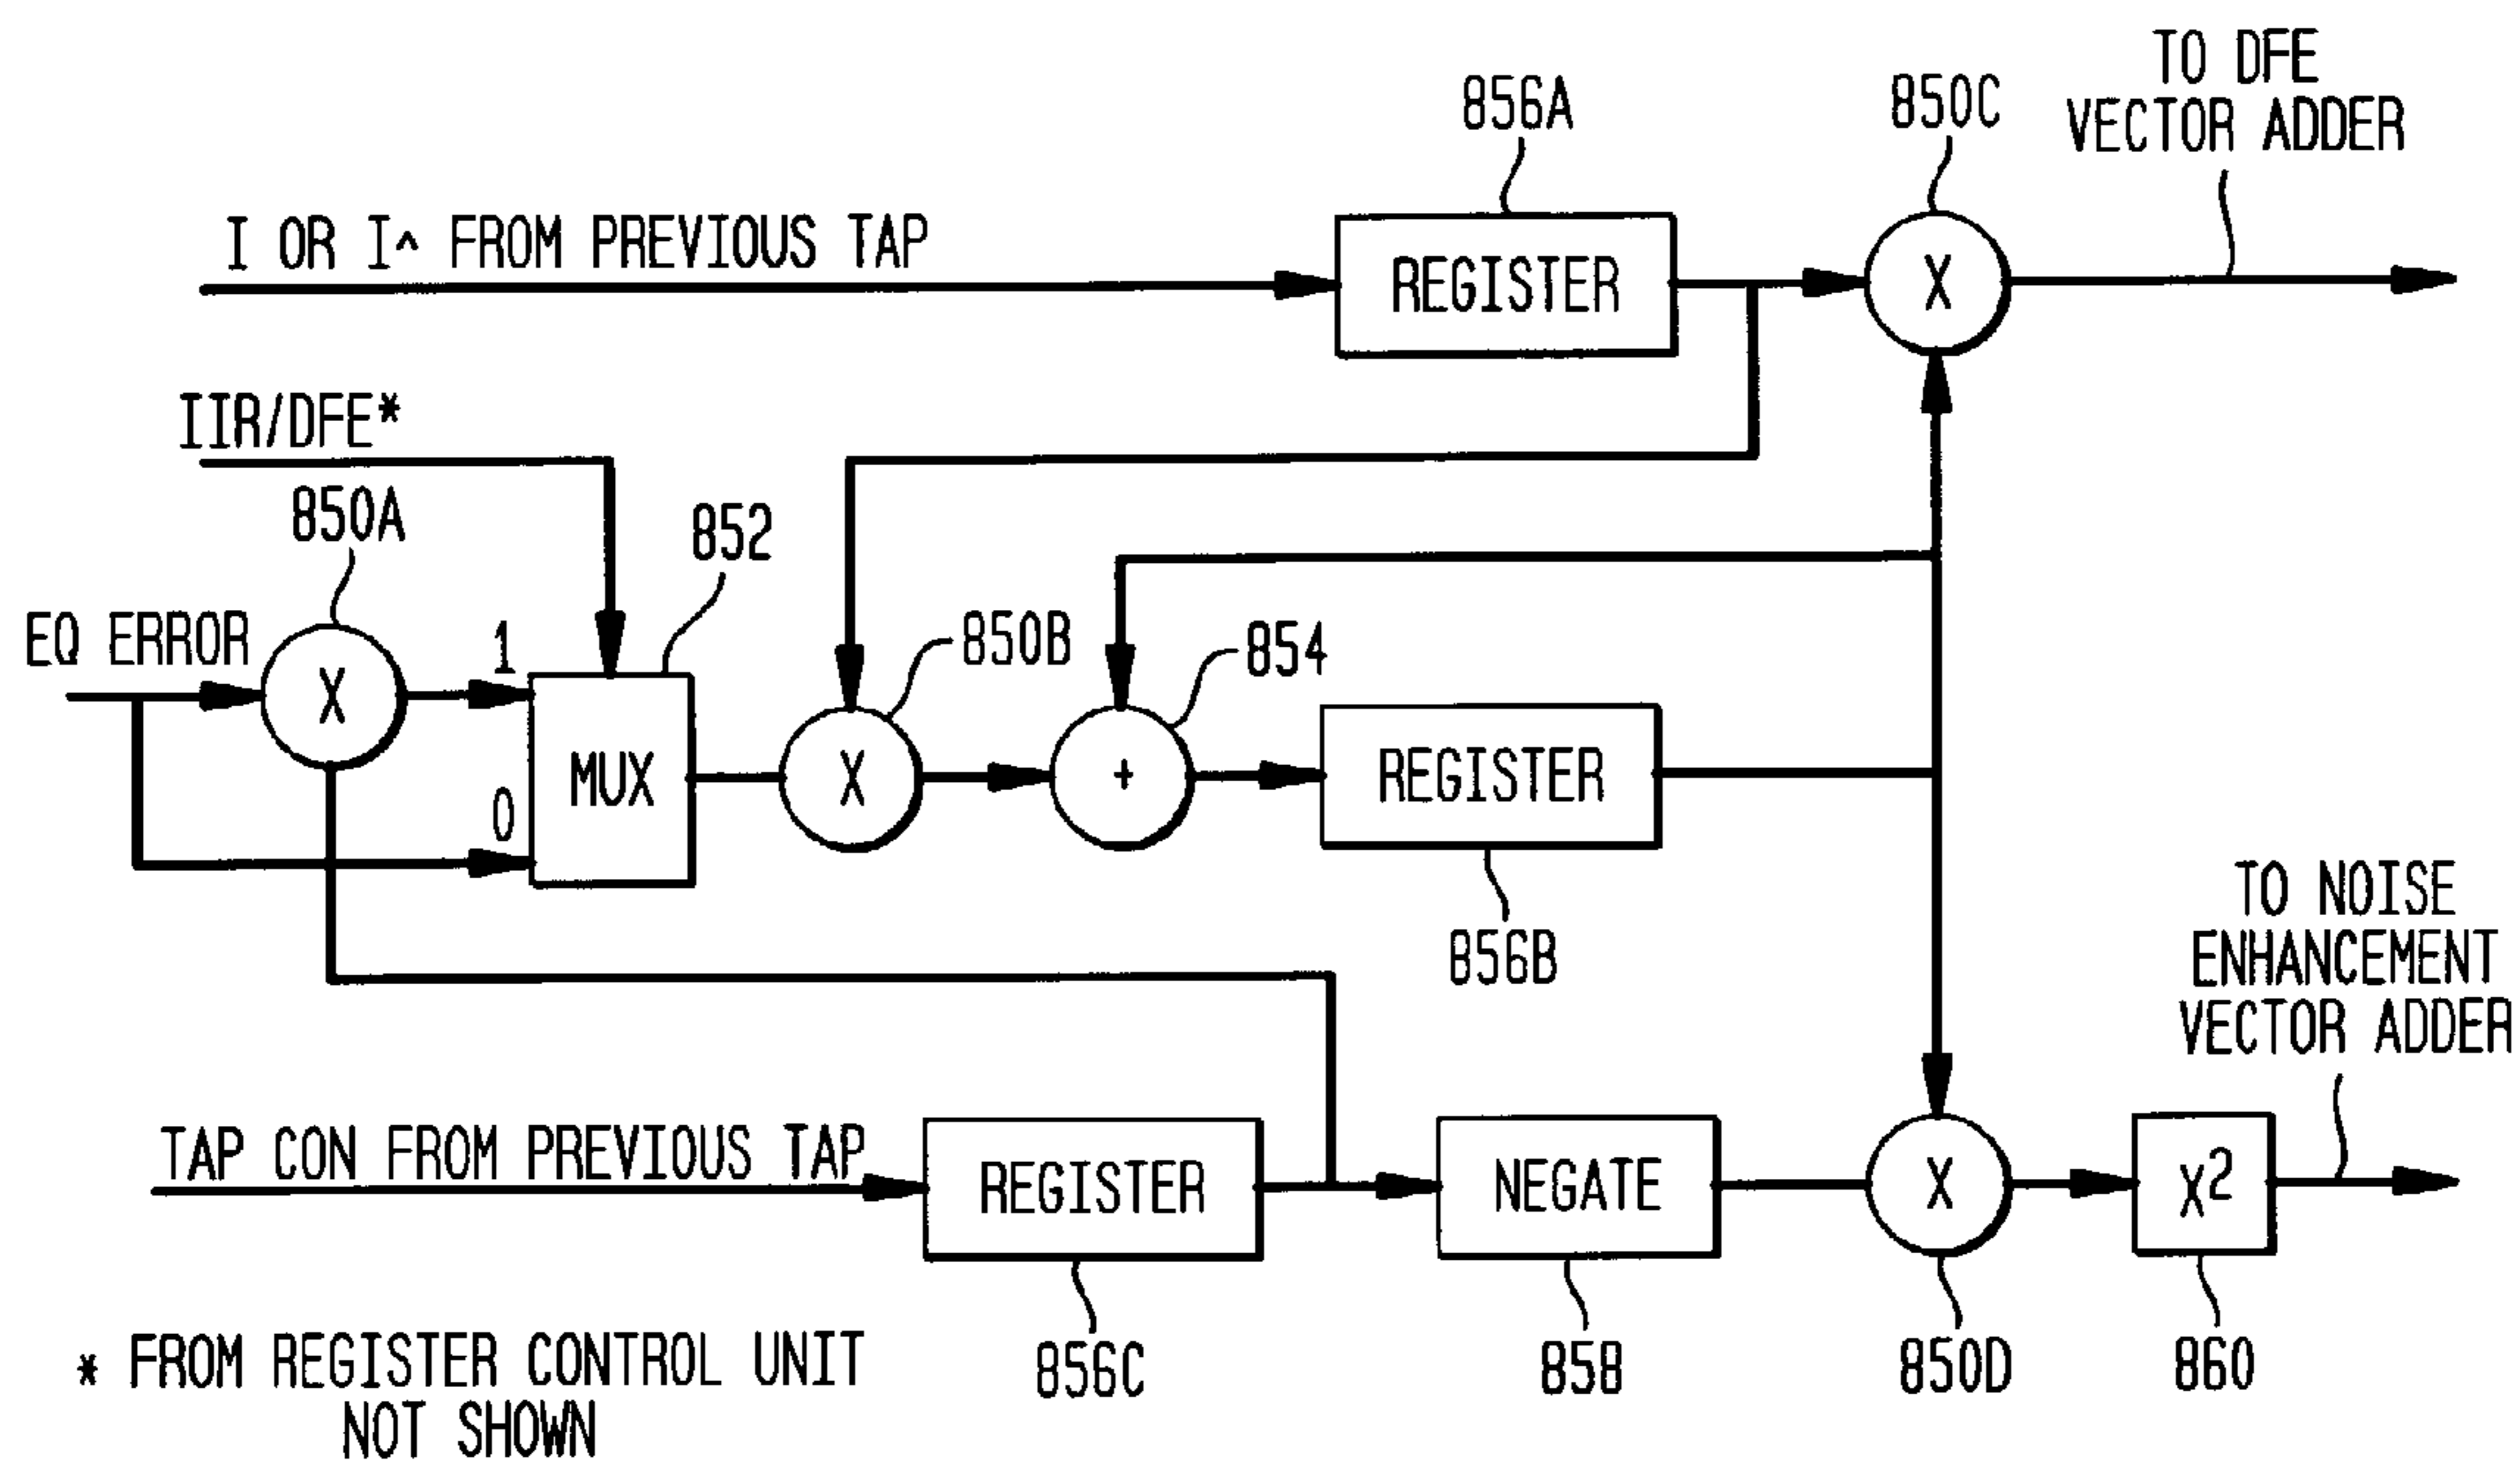 TO DFE
VECTOR ADDER
856A
850C
I OR I^ FROM PREVIOUS TAP
REGISTER
X
IIR/DFE*
850A
852
EQ ERROR
X
1
0
MUX
850B
X
854
+
REGISTER
856B
TO NOISE
ENHANCEMENT
VECTOR ADDER
TAP CON FROM PREVIOUS TAP
REGISTER
NEGATE
X
X2
856C
858
850D
860
* FROM REGISTER CONTROL UNIT
NOT SHOWN